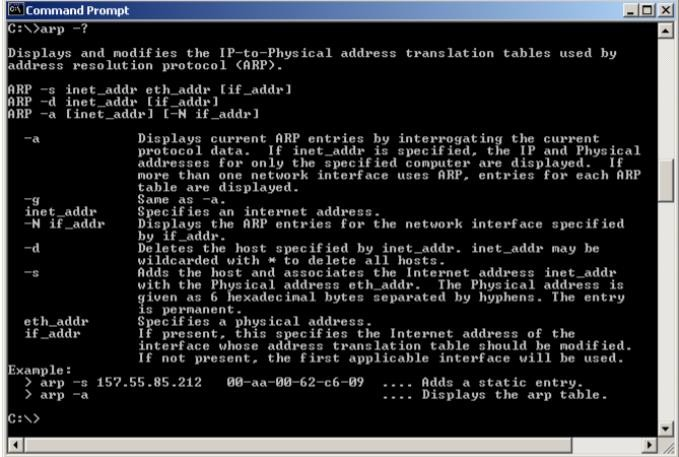 Command Prompt
C:\>arp -?
Displays and modifies the IP-to-Physical address translation tables used by
address resolution protocol (ARP).
ARP -s inet_addr eth_addr [if_addr]
ARP -d inet_addr [if_addr]
ARP -a [inet_addr] [-N if_addr]
-a Displays current ARP entries by interrogating the current
protocol data. If inet_addr is specified, the IP and Physical
addresses for only the specified computer are displayed. If
more than one network interface uses ARP, entries for each ARP
table are displayed.
-g Same as -a.
inet_addr Specifies an internet address.
-N if_addr Displays the ARP entries for the network interface specified
by if_addr.
-d Deletes the host specified by inet_addr. inet_addr may be
wildcarded with * to delete all hosts.
-s Adds the host and associates the Internet address inet_addr
with the Physical address eth_addr. The Physical address is
given as 6 hexadecimal bytes separated by hyphens. The entry
is permanent.
eth_addr Specifies a physical address.
if_addr If present, this specifies the Internet address of the
interface whose address translation table should be modified.
If not present, the first applicable interface will be used.
Example:
> arp -s 157.55.85.212 00-aa-00-62-c6-09 .... Adds a static entry.
> arp -a .... Displays the arp table.
C:\>